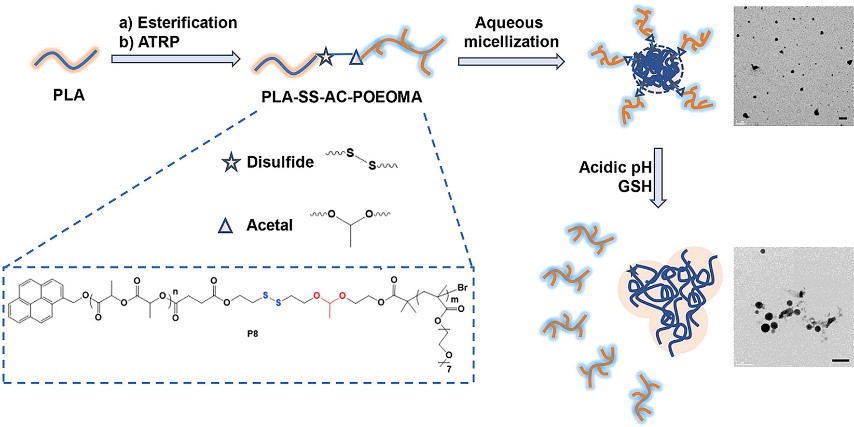 a) Esterification
b) ATRP
PLA
PLA-SS-AC-POEOMA
Aqueous
micellization
Disulfide
S
S
Acetal
O
O
Acidic pH
GSH
O
O
O
O
O
n
O
O
O
S
S
O
O
O
O
m
Br
O
O
O
7
P8